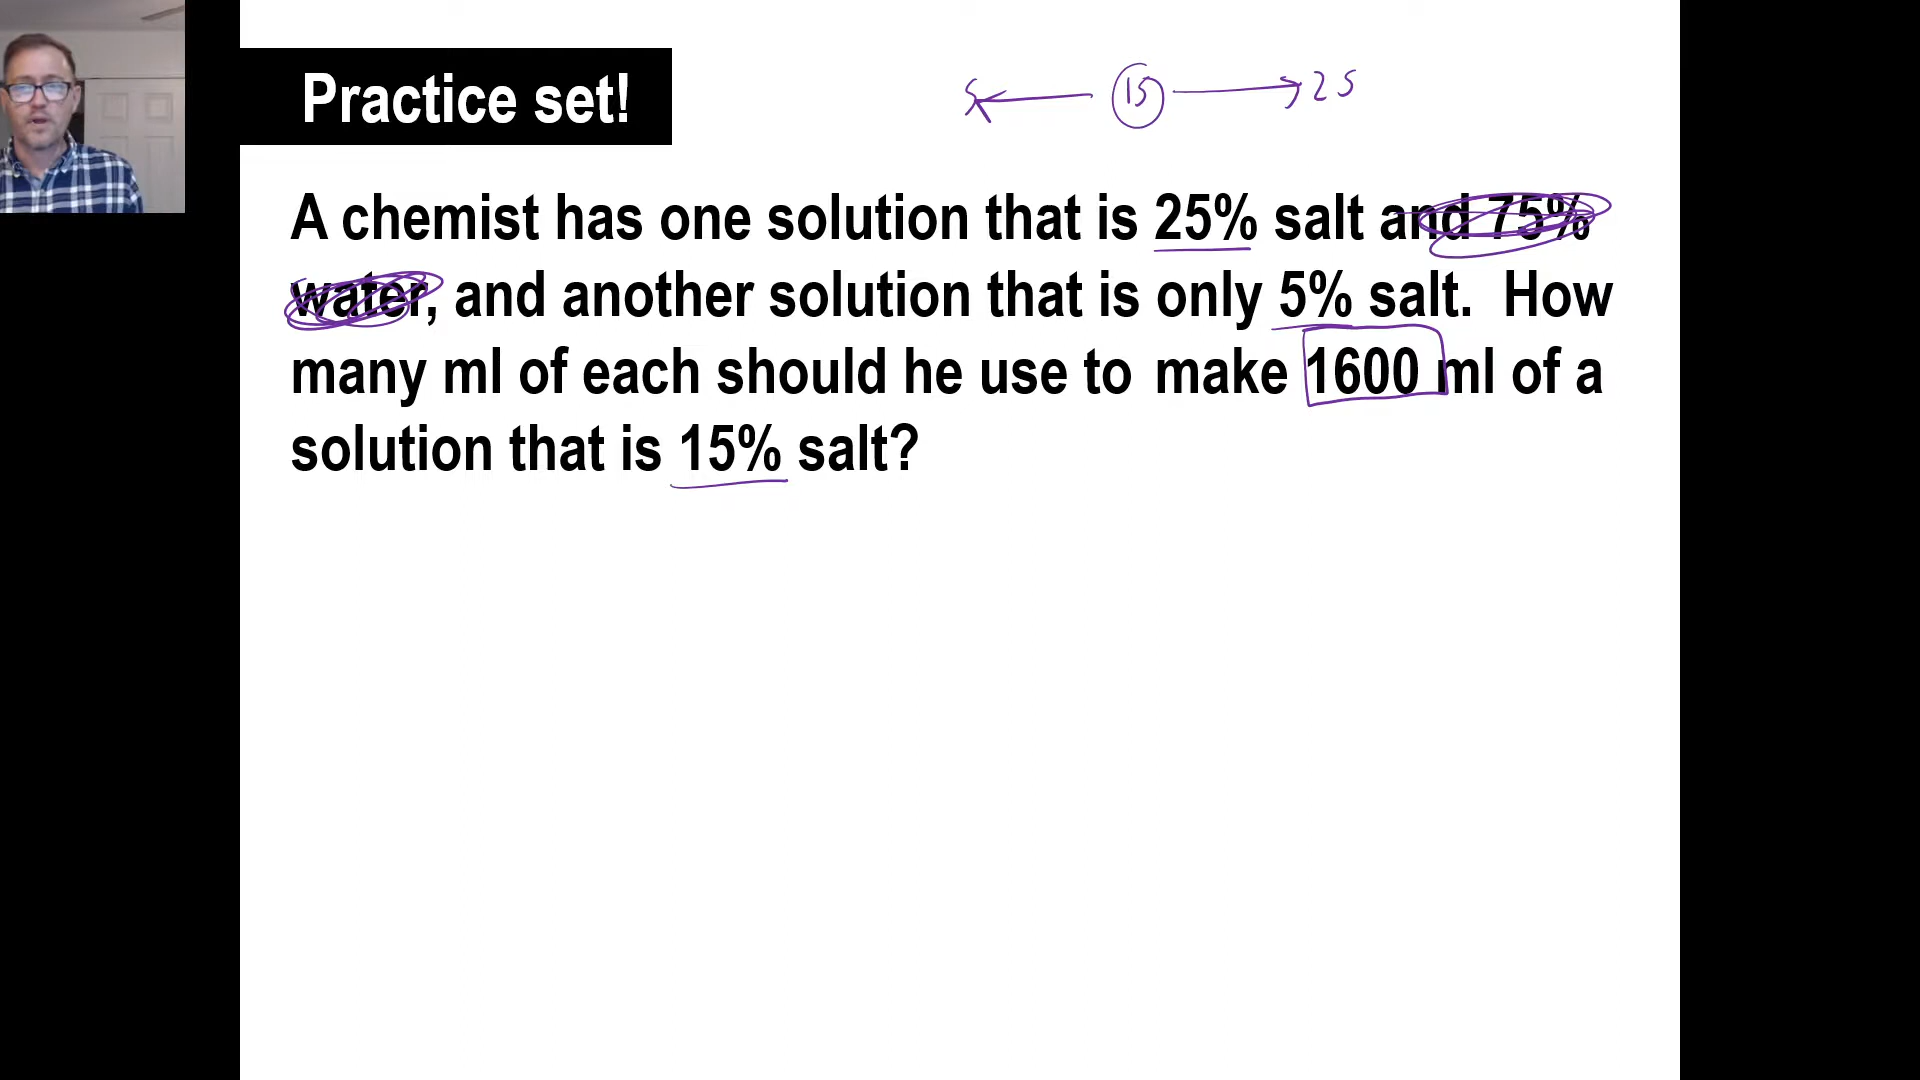 Practice set!
5 15 25
A chemist has one solution that is 25% salt and 75%
water, and another solution that is only 5% salt. How
many ml of each should he use to make 1600 ml of a
solution that is 15% salt?